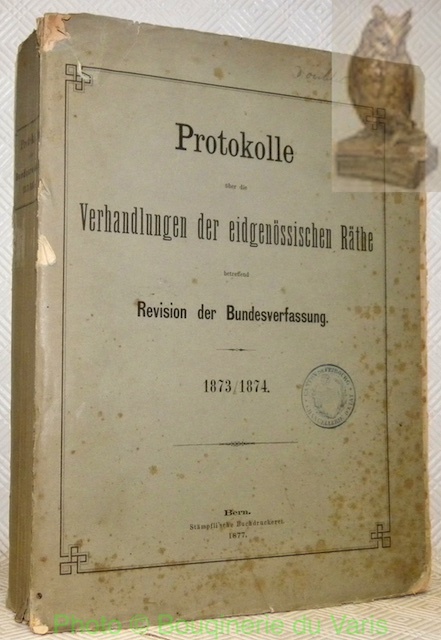 Protokolle
über die
Verhandlungen der eidgenössischen Räthe
betreffend
Revision der Bundesverfassung.
1873/1874.
Bern.
Stämpfli'sche Buchdruckerei
1877.
Photo © Bouqinerie du Varis